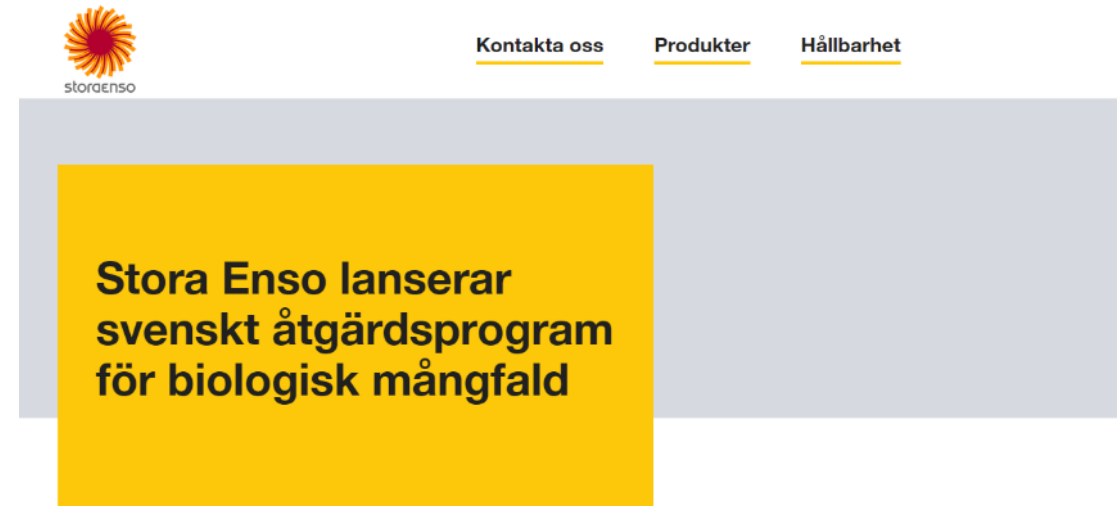 storaenso
Kontakta oss
Produkter
Hållbarhet
Stora Enso lanserar
svenskt åtgärdsprogram
för biologisk mångfald